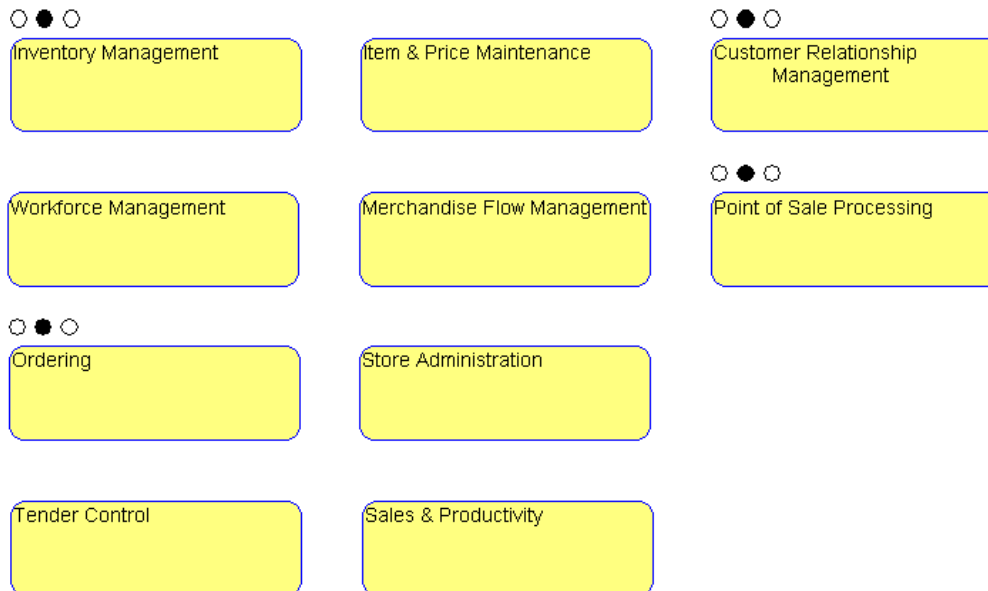 Inventory Management
Item & Price Maintenance
Customer Relationship
Management
Workforce Management
Merchandise Flow Management
Point of Sale Processing
Ordering
Store Administration
Tender Control
Sales & Productivity